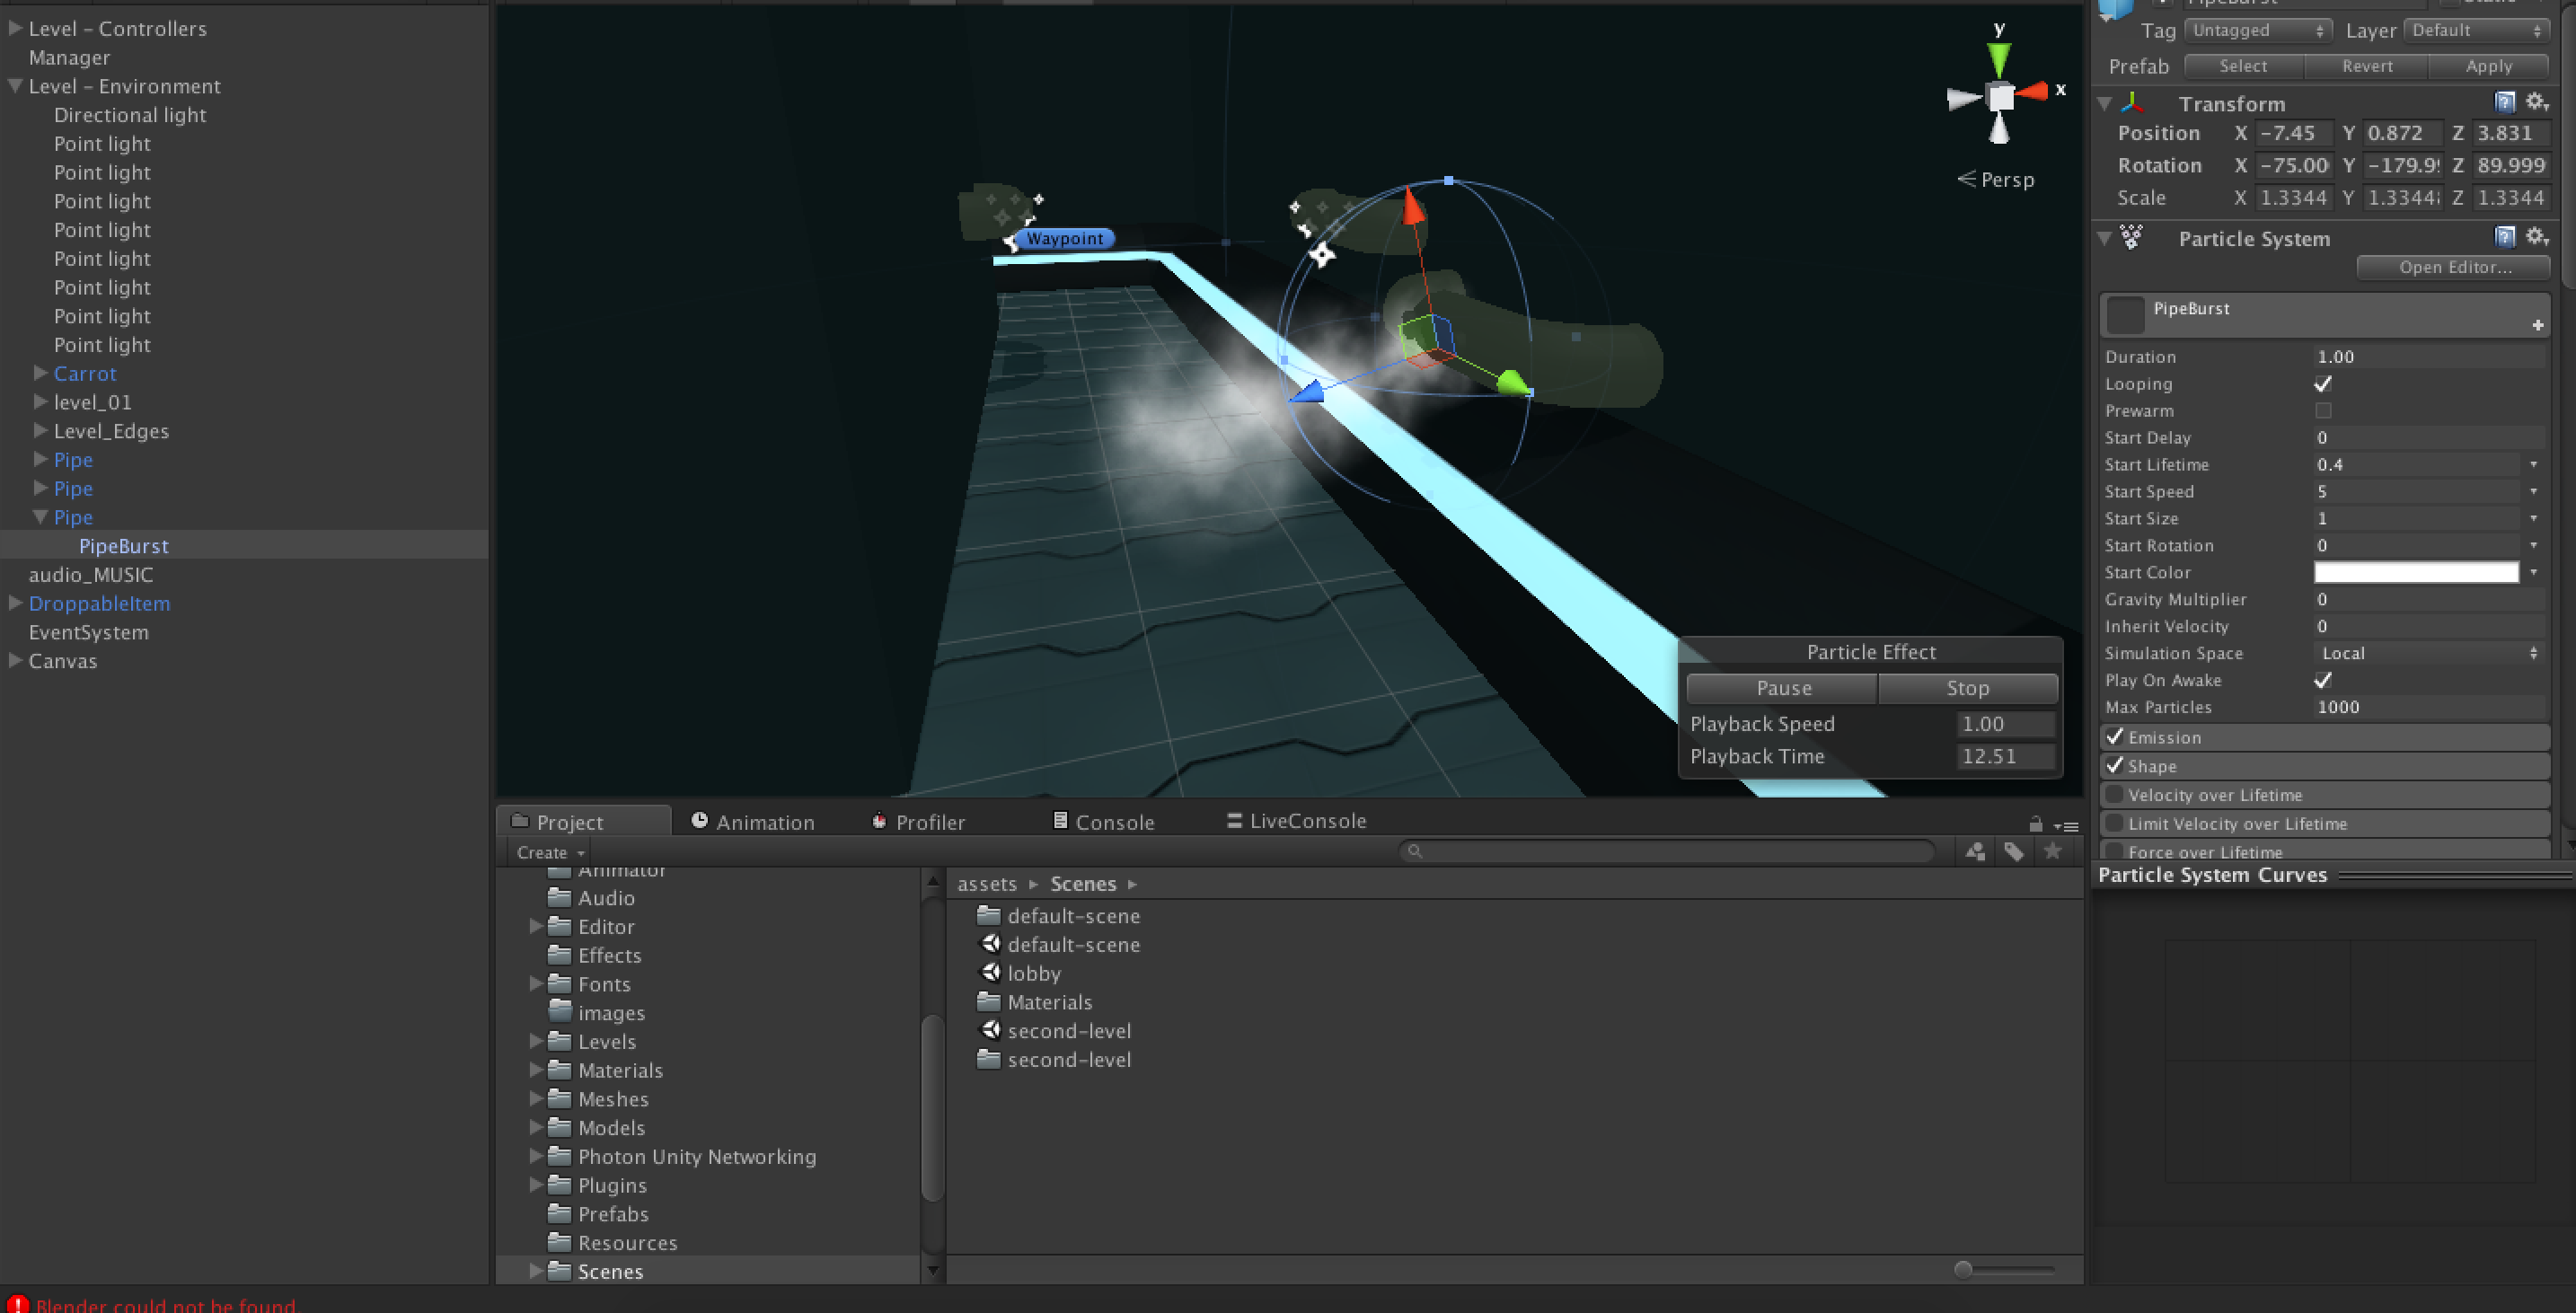 Level – Controllers
Manager
Level – Environment
Directional light
Point light
Point light
Point light
Point light
Point light
Point light
Point light
Point light
Carrot
level_01
Level_Edges
Pipe
Pipe
Pipe
PipeBurst
audio_MUSIC
DroppableItem
EventSystem
Canvas
y
x
Persp
Waypoint
Particle Effect
Pause Stop
Playback Speed 1.00
Playback Time 12.51
Project Animation Profiler Console LiveConsole
Create
Animator
Audio
Editor
Effects
Fonts
images
Levels
Materials
Meshes
Models
Photon Unity Networking
Plugins
Prefabs
Resources
Scenes
assets Scenes
default-scene
default-scene
lobby
Materials
second-level
second-level
PipeBurst Static
Tag Untagged Layer Default
Prefab Select Revert Apply
Transform
Position X -7.45 Y 0.872 Z 3.831
Rotation X -75.00 Y -179.9 Z 89.999
Scale X 1.3344 Y 1.3344 Z 1.3344
Particle System
Open Editor...
PipeBurst
Duration 1.00
Looping
Prewarm
Start Delay 0
Start Lifetime 0.4
Start Speed 5
Start Size 1
Start Rotation 0
Start Color
Gravity Multiplier 0
Inherit Velocity 0
Simulation Space Local
Play On Awake
Max Particles 1000
Emission
Shape
Velocity over Lifetime
Limit Velocity over Lifetime
Force over Lifetime
Particle System Curves
Blender could not be found.